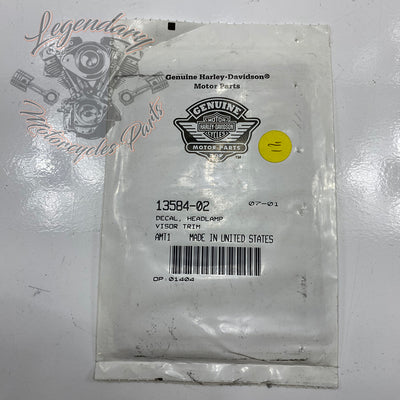 Legendary
Motorcycles Parts
Genuine Harley-Davidson®
Motor Parts
GENUINE
MOTOR
HARLEY-DAVIDSON
CYCLES
MOTOR-PARTS
TM
13584-02 07-01
DECAL, HEADLAMP
VISOR TRIM
AMT1 MADE IN UNITED STATES
OP:01404